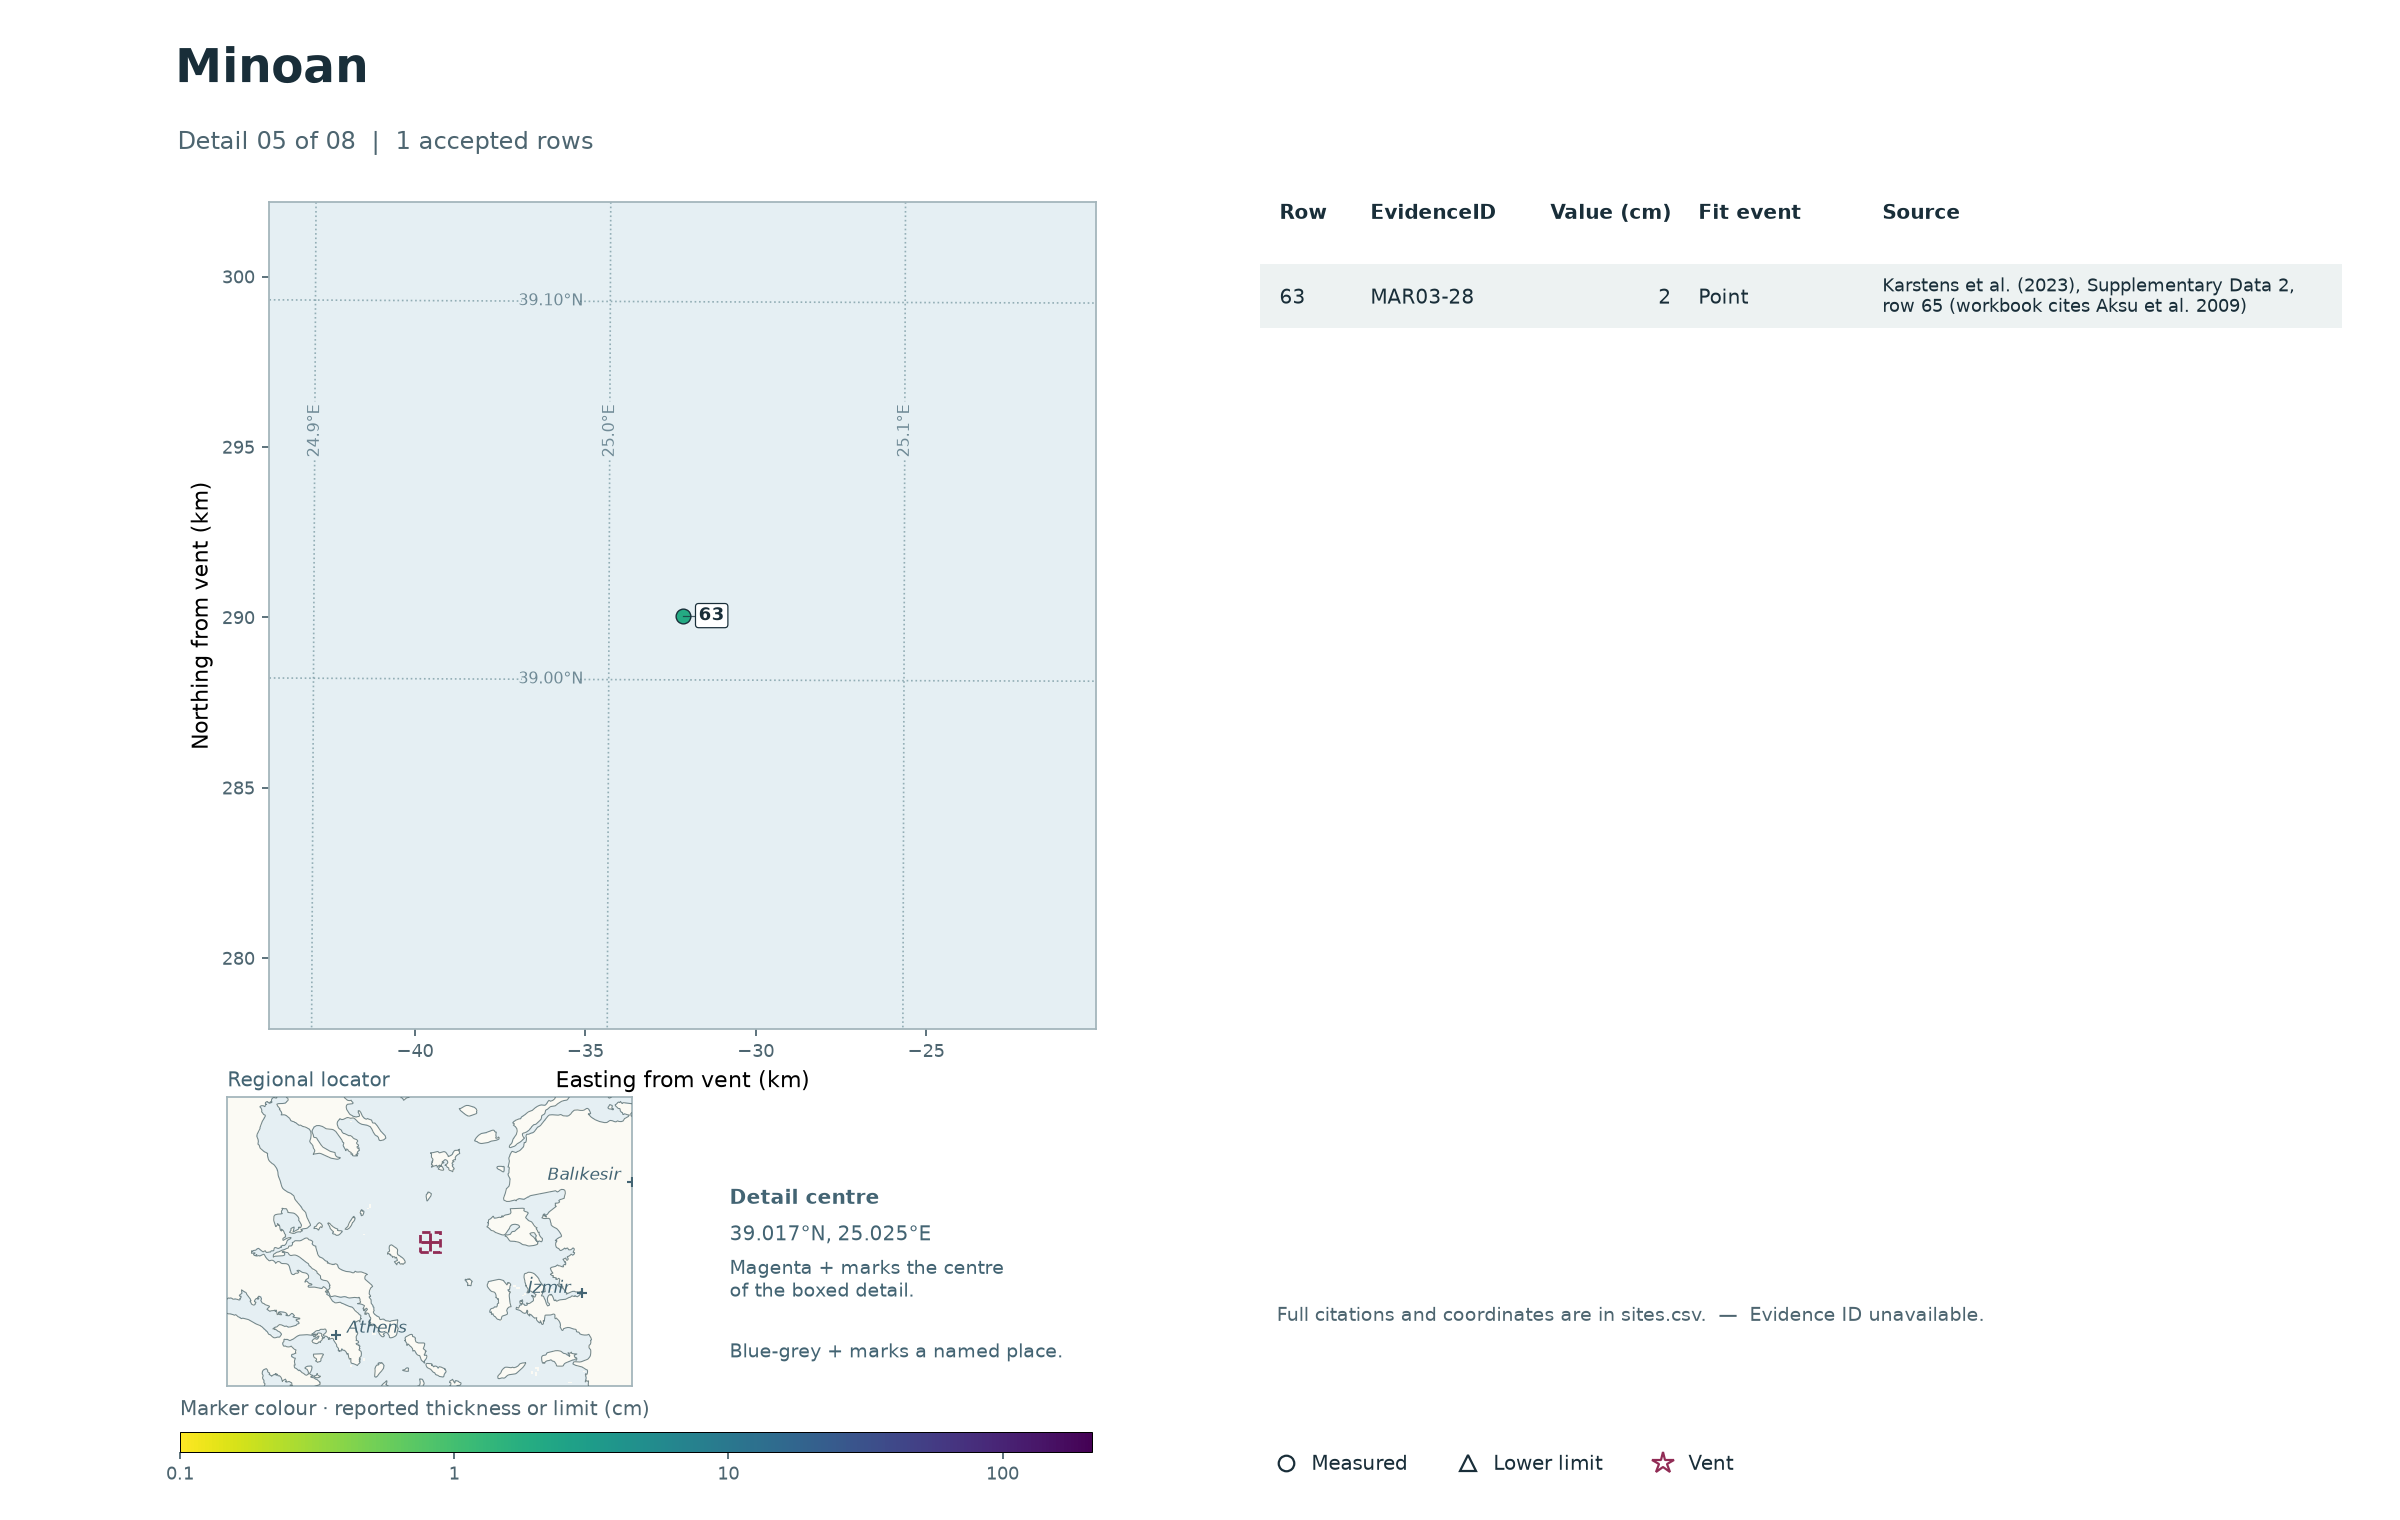 Minoan
Detail 05 of 08 | 1 accepted rows
Row EvidenceID Value (cm) Fit event Source
63 MAR03-28 2 Point Karstens et al. (2023), Supplementary Data 2,
row 65 (workbook cites Aksu et al. 2009)
Northing from vent (km)
300
295
290
285
280
39.10°N
39.00°N
24.9°E
25.0°E
25.1°E
63
−40 −35 −30 −25
Easting from vent (km)
Regional locator
Balıkesir
İzmir
Athens
Detail centre
39.017°N, 25.025°E
Magenta + marks the centre
of the boxed detail.
Blue-grey + marks a named place.
Full citations and coordinates are in sites.csv. — Evidence ID unavailable.
Marker colour · reported thickness or limit (cm)
0.1 1 10 100
Measured Lower limit Vent